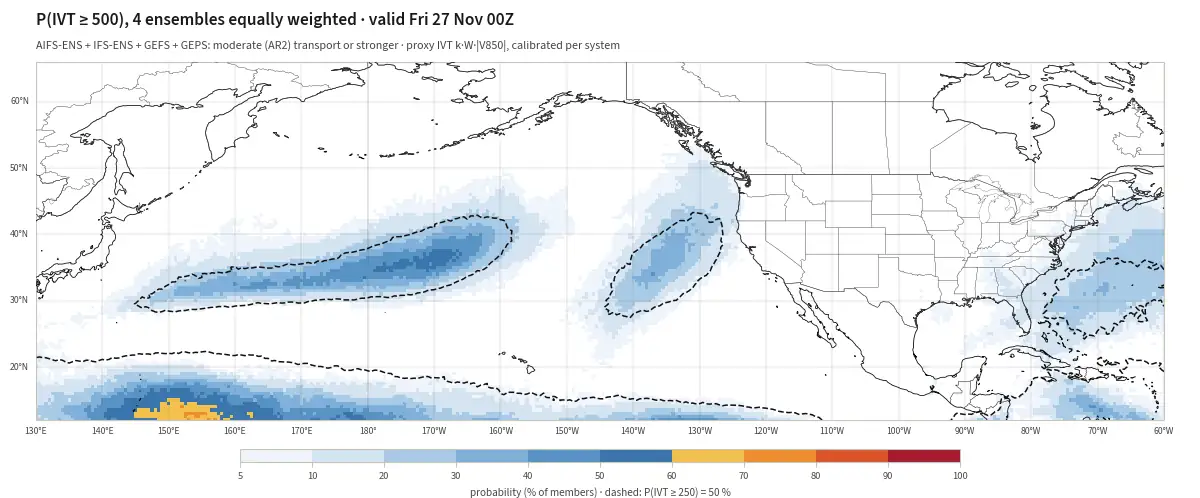 P(IVT ≥ 500), 4 ensembles equally weighted · valid Fri 27 Nov 00Z
AIFS-ENS + IFS-ENS + GEFS + GEPS: moderate (AR2) transport or stronger · proxy IVT k·W·|V850|, calibrated per system
60°N
50°N
40°N
30°N
20°N
130°E 140°E 150°E 160°E 170°E 180° 170°W 160°W 150°W 140°W 130°W 120°W 110°W 100°W 90°W 80°W 70°W 60°W
5 10 20 30 40 50 60 70 80 90 100
probability (% of members) · dashed: P(IVT ≥ 250) = 50 %